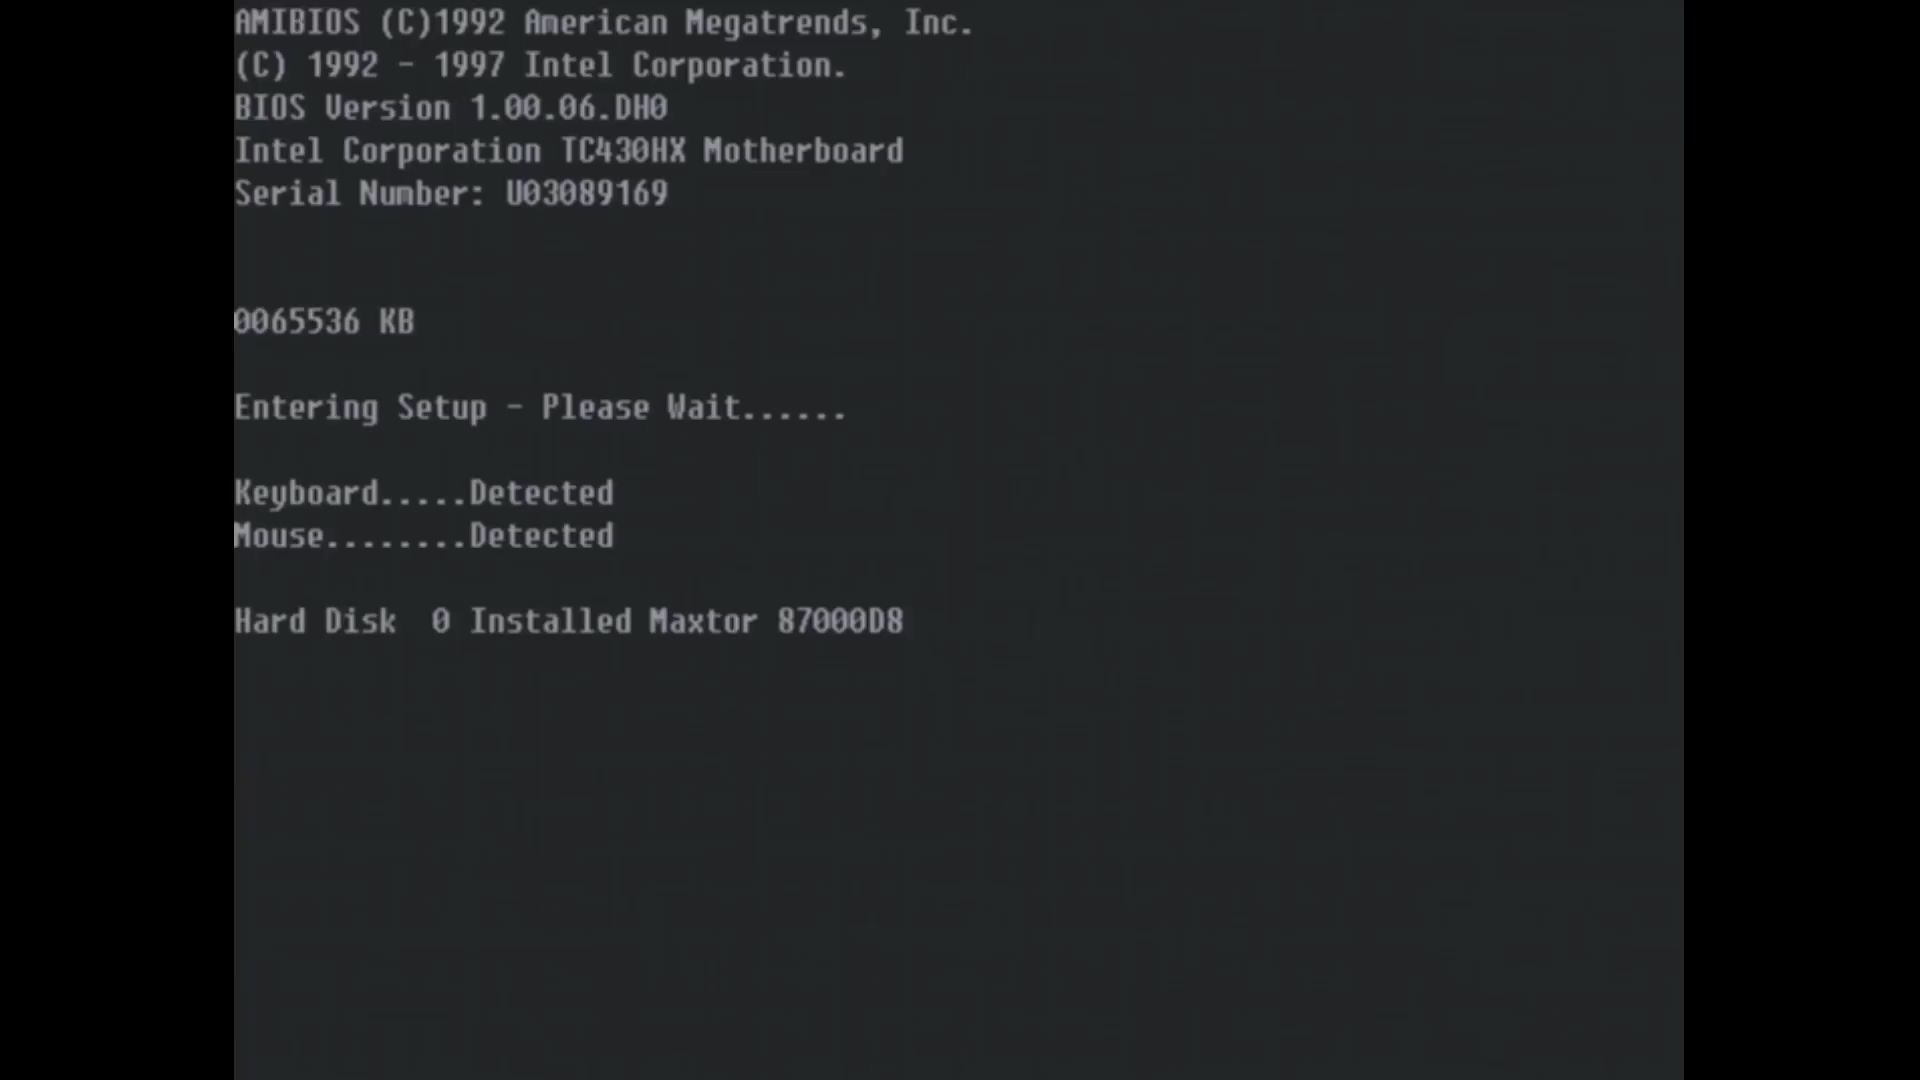 AMIBIOS (C)1992 American Megatrends, Inc.
(C) 1992 - 1997 Intel Corporation.
BIOS Version 1.00.06.DH0
Intel Corporation TC430HX Motherboard
Serial Number: U03089169
0065536 KB
Entering Setup - Please Wait......
Keyboard.....Detected
Mouse........Detected
Hard Disk  0 Installed Maxtor 87000D8